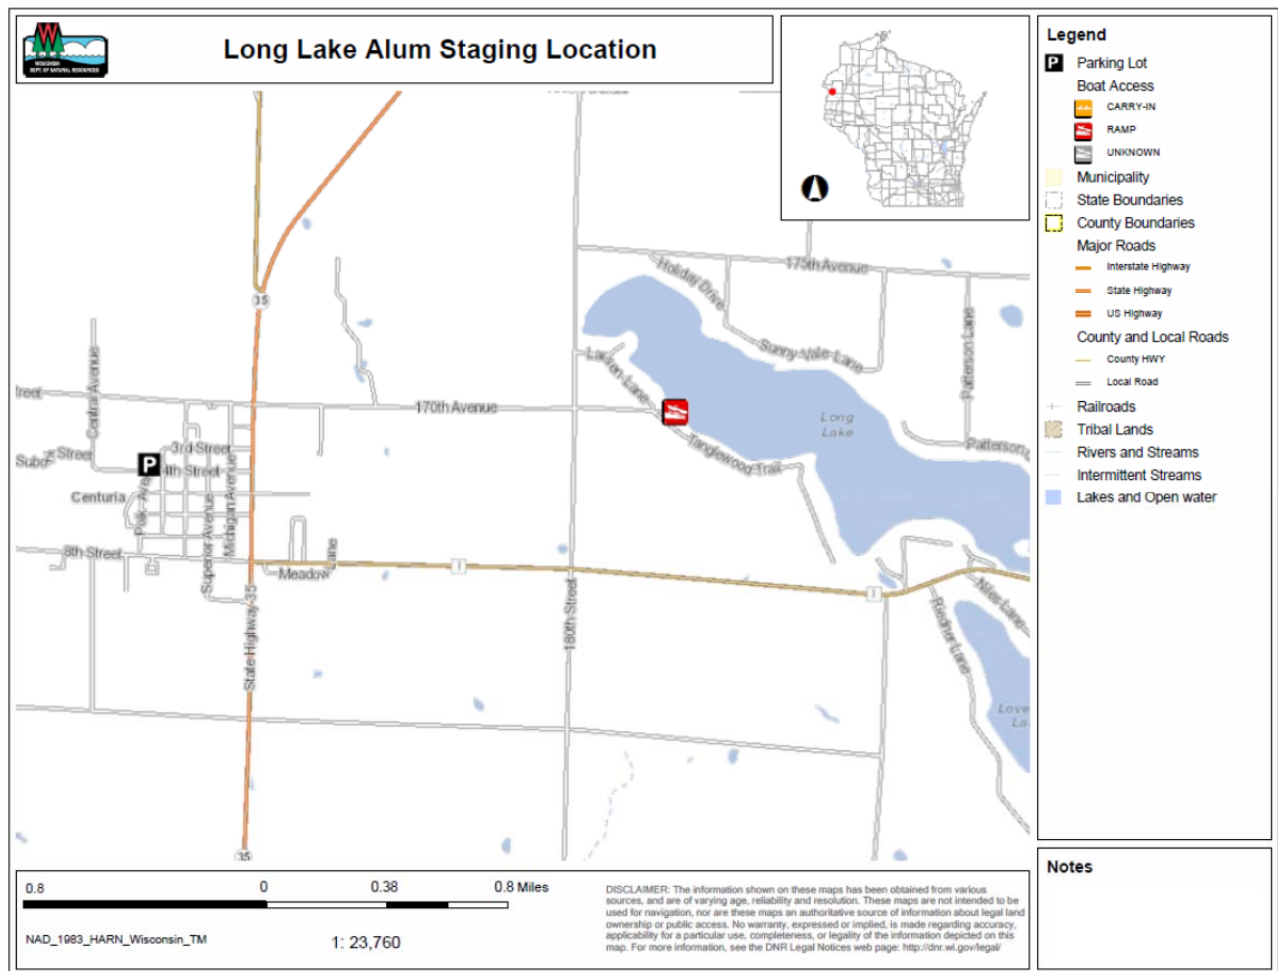 WISCONSIN
DEPT. OF NATURAL RESOURCES
Long Lake Alum Staging Location
Legend
P
Parking Lot
Boat Access
CARRY-IN
RAMP
UNKNOWN
Municipality
State Boundaries
County Boundaries
Major Roads
Interstate Highway
State Highway
US Highway
County and Local Roads
County HWY
Local Road
Railroads
Tribal Lands
Rivers and Streams
Intermittent Streams
Lakes and Open water
Notes
35
Holiday Drive
175th Avenue
Sunny Vale Lane
Patterson Lane
Larsen Lane
Central Avenue
170th Avenue
Long
Lake
Tanglewood Trail
3rd Street
P
4th Street
Street
Centuria
Michigan Avenue
Superior Avenue
8th Street
Meadow
Lane
I
I
180th Street
State Highway 35
Niles Lane
Riedner Lane
35
0.8
0
0.38
0.8 Miles
NAD_1983_HARN_Wisconsin_TM
1: 23,760
DISCLAIMER: The information shown on these maps has been obtained from various
sources, and are of varying age, reliability and resolution. These maps are not intended to be
used for navigation, nor are these maps an authoritative source of information about legal land
ownership or public access. No warranty, expressed or implied, is made regarding accuracy,
applicability for a particular use, completeness, or legality of the information depicted on this
map. For more information, see the DNR Legal Notices web page: http://dnr.wi.gov/legal/